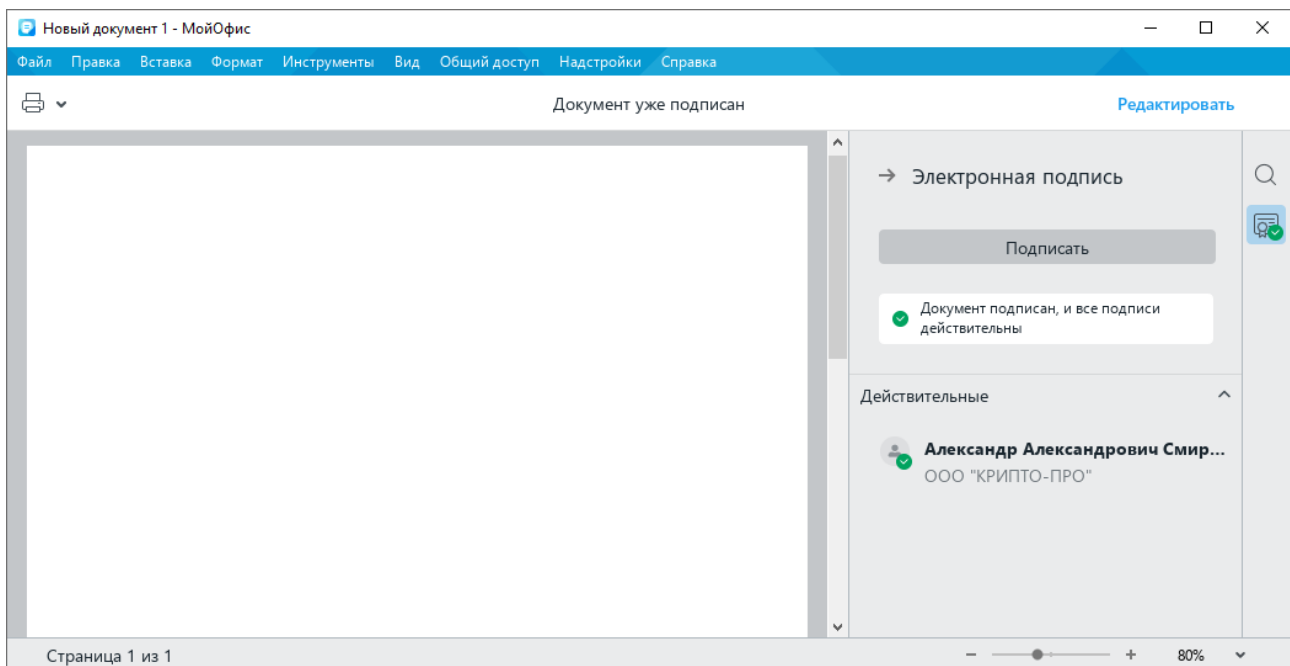 Новый документ 1 - МойОфис
Файл Правка Вставка Формат Инструменты Вид Общий доступ Надстройки Справка
Документ уже подписан
Редактировать
Электронная подпись
Подписать
Документ подписан, и все подписи
действительны
Действительные
Александр Александрович Смир...
ООО "КРИПТО-ПРО"
Страница 1 из 1
80%